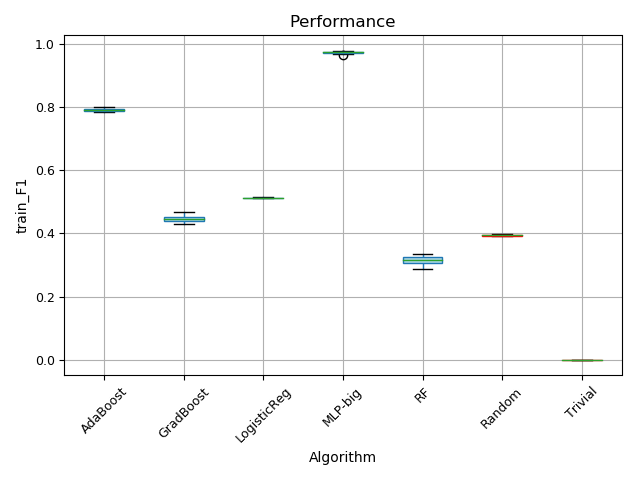 Performance
1.0
0.8
0.6
0.4
0.2
0.0
train_F1
AdaBoost
GradBoost
LogisticReg
MLP-big
RF
Random
Trivial
Algorithm